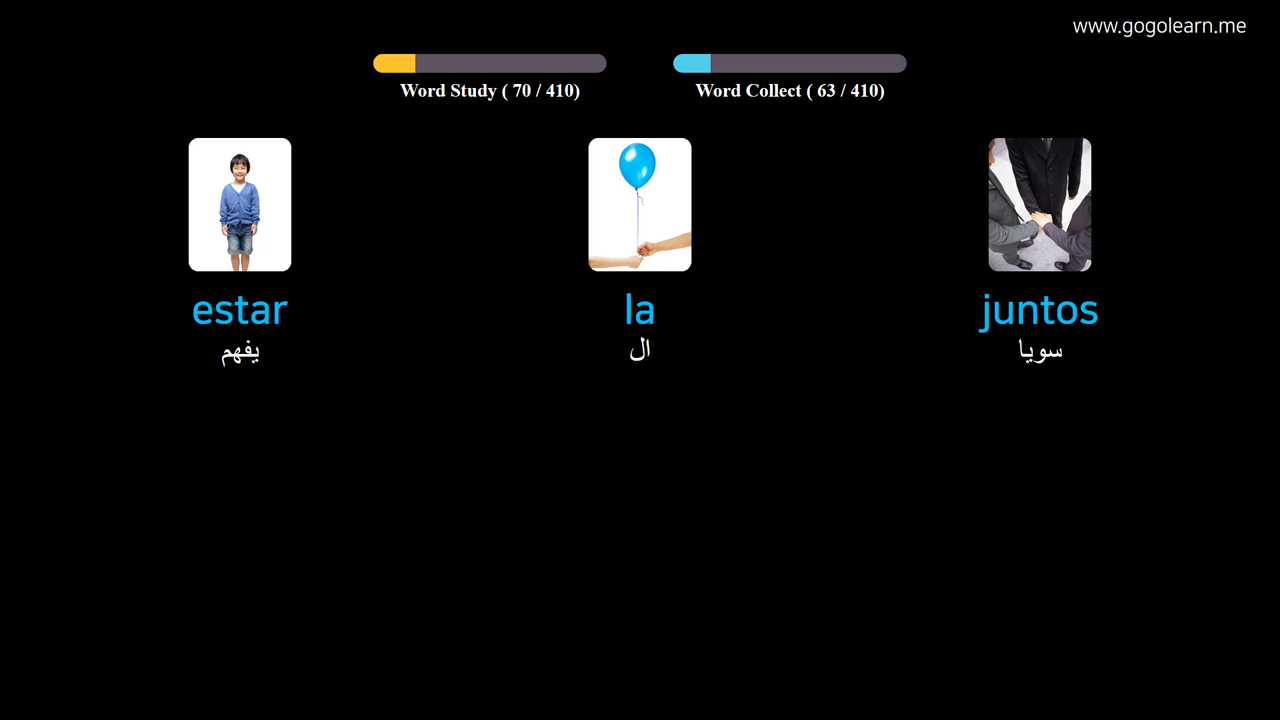 www.gogolearn.me
Word Study ( 70 / 410)
Word Collect ( 63 / 410)
estar
يفهم
la
ال
juntos
سويا